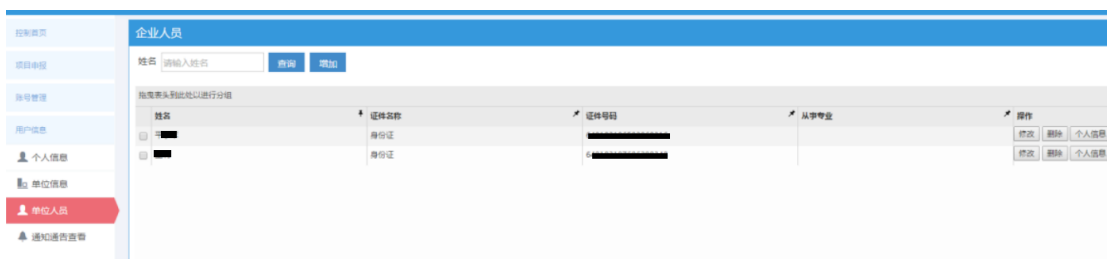 控制首页
项目申报
账号管理
用户信息
个人信息
单位信息
单位人员
通知通告查看
企业人员
姓名 请输入姓名 查询 增加
拖曳表头到此处以进行分组
姓名 证件名称 证件号码 从事专业 操作
身份证 修改 删除 个人信息
身份证 修改 删除 个人信息